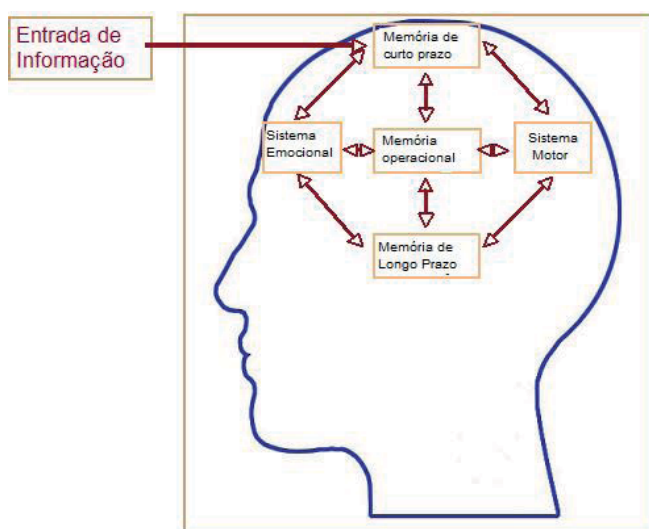 Entrada de
Informação
Memória de
curto prazo
Sistema
Emocional
Memória
operacional
Sistema
Motor
Memória de
Longo Prazo